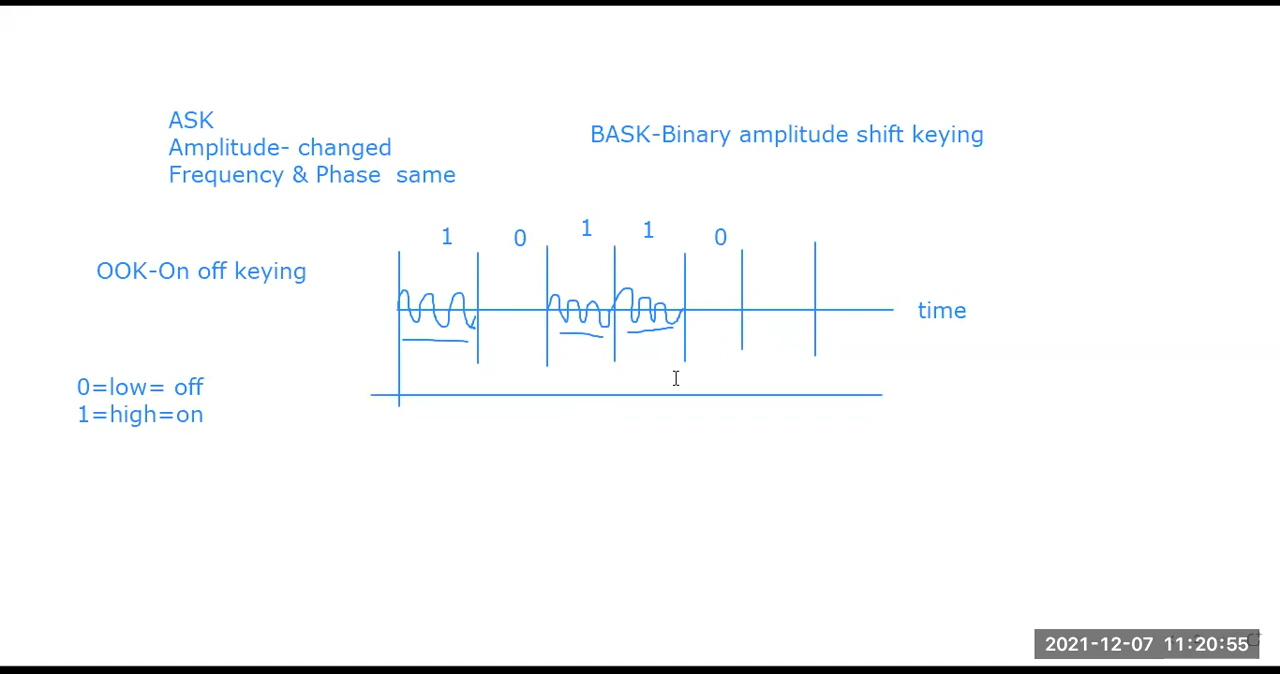 ASK
Amplitude- changed
Frequency & Phase  same
BASK-Binary amplitude shift keying
1 0 1 1 0
OOK-On off keying
time
0=low= off
1=high=on
2021-12-07 11:20:55